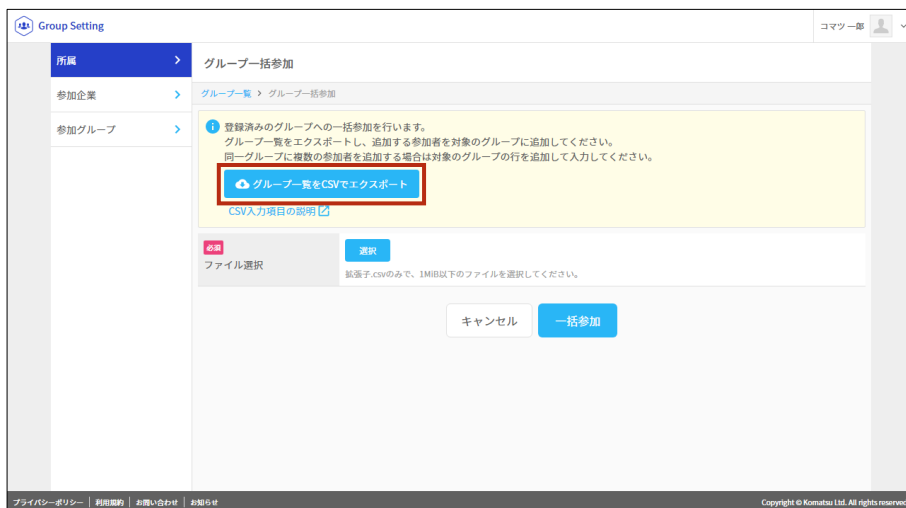 Group Setting
コマツ 一郎
所属
参加企業
参加グループ
グループ一括参加
グループ一覧 > グループ一括参加
登録済みのグループへの一括参加を行います。
グループ一覧をエクスポートし、追加する参加者を対象のグループに追加してください。
同一グループに複数の参加者を追加する場合は対象のグループの行を追加して入力してください。
グループ一覧をCSVでエクスポート
CSV入力項目の説明
必須
ファイル選択
選択
拡張子.csvのみで、1MiB以下のファイルを選択してください。
キャンセル
一括参加
プライバシーポリシー | 利用規約 | お問い合わせ | お知らせ
Copyright © Komatsu Ltd. All rights reserved